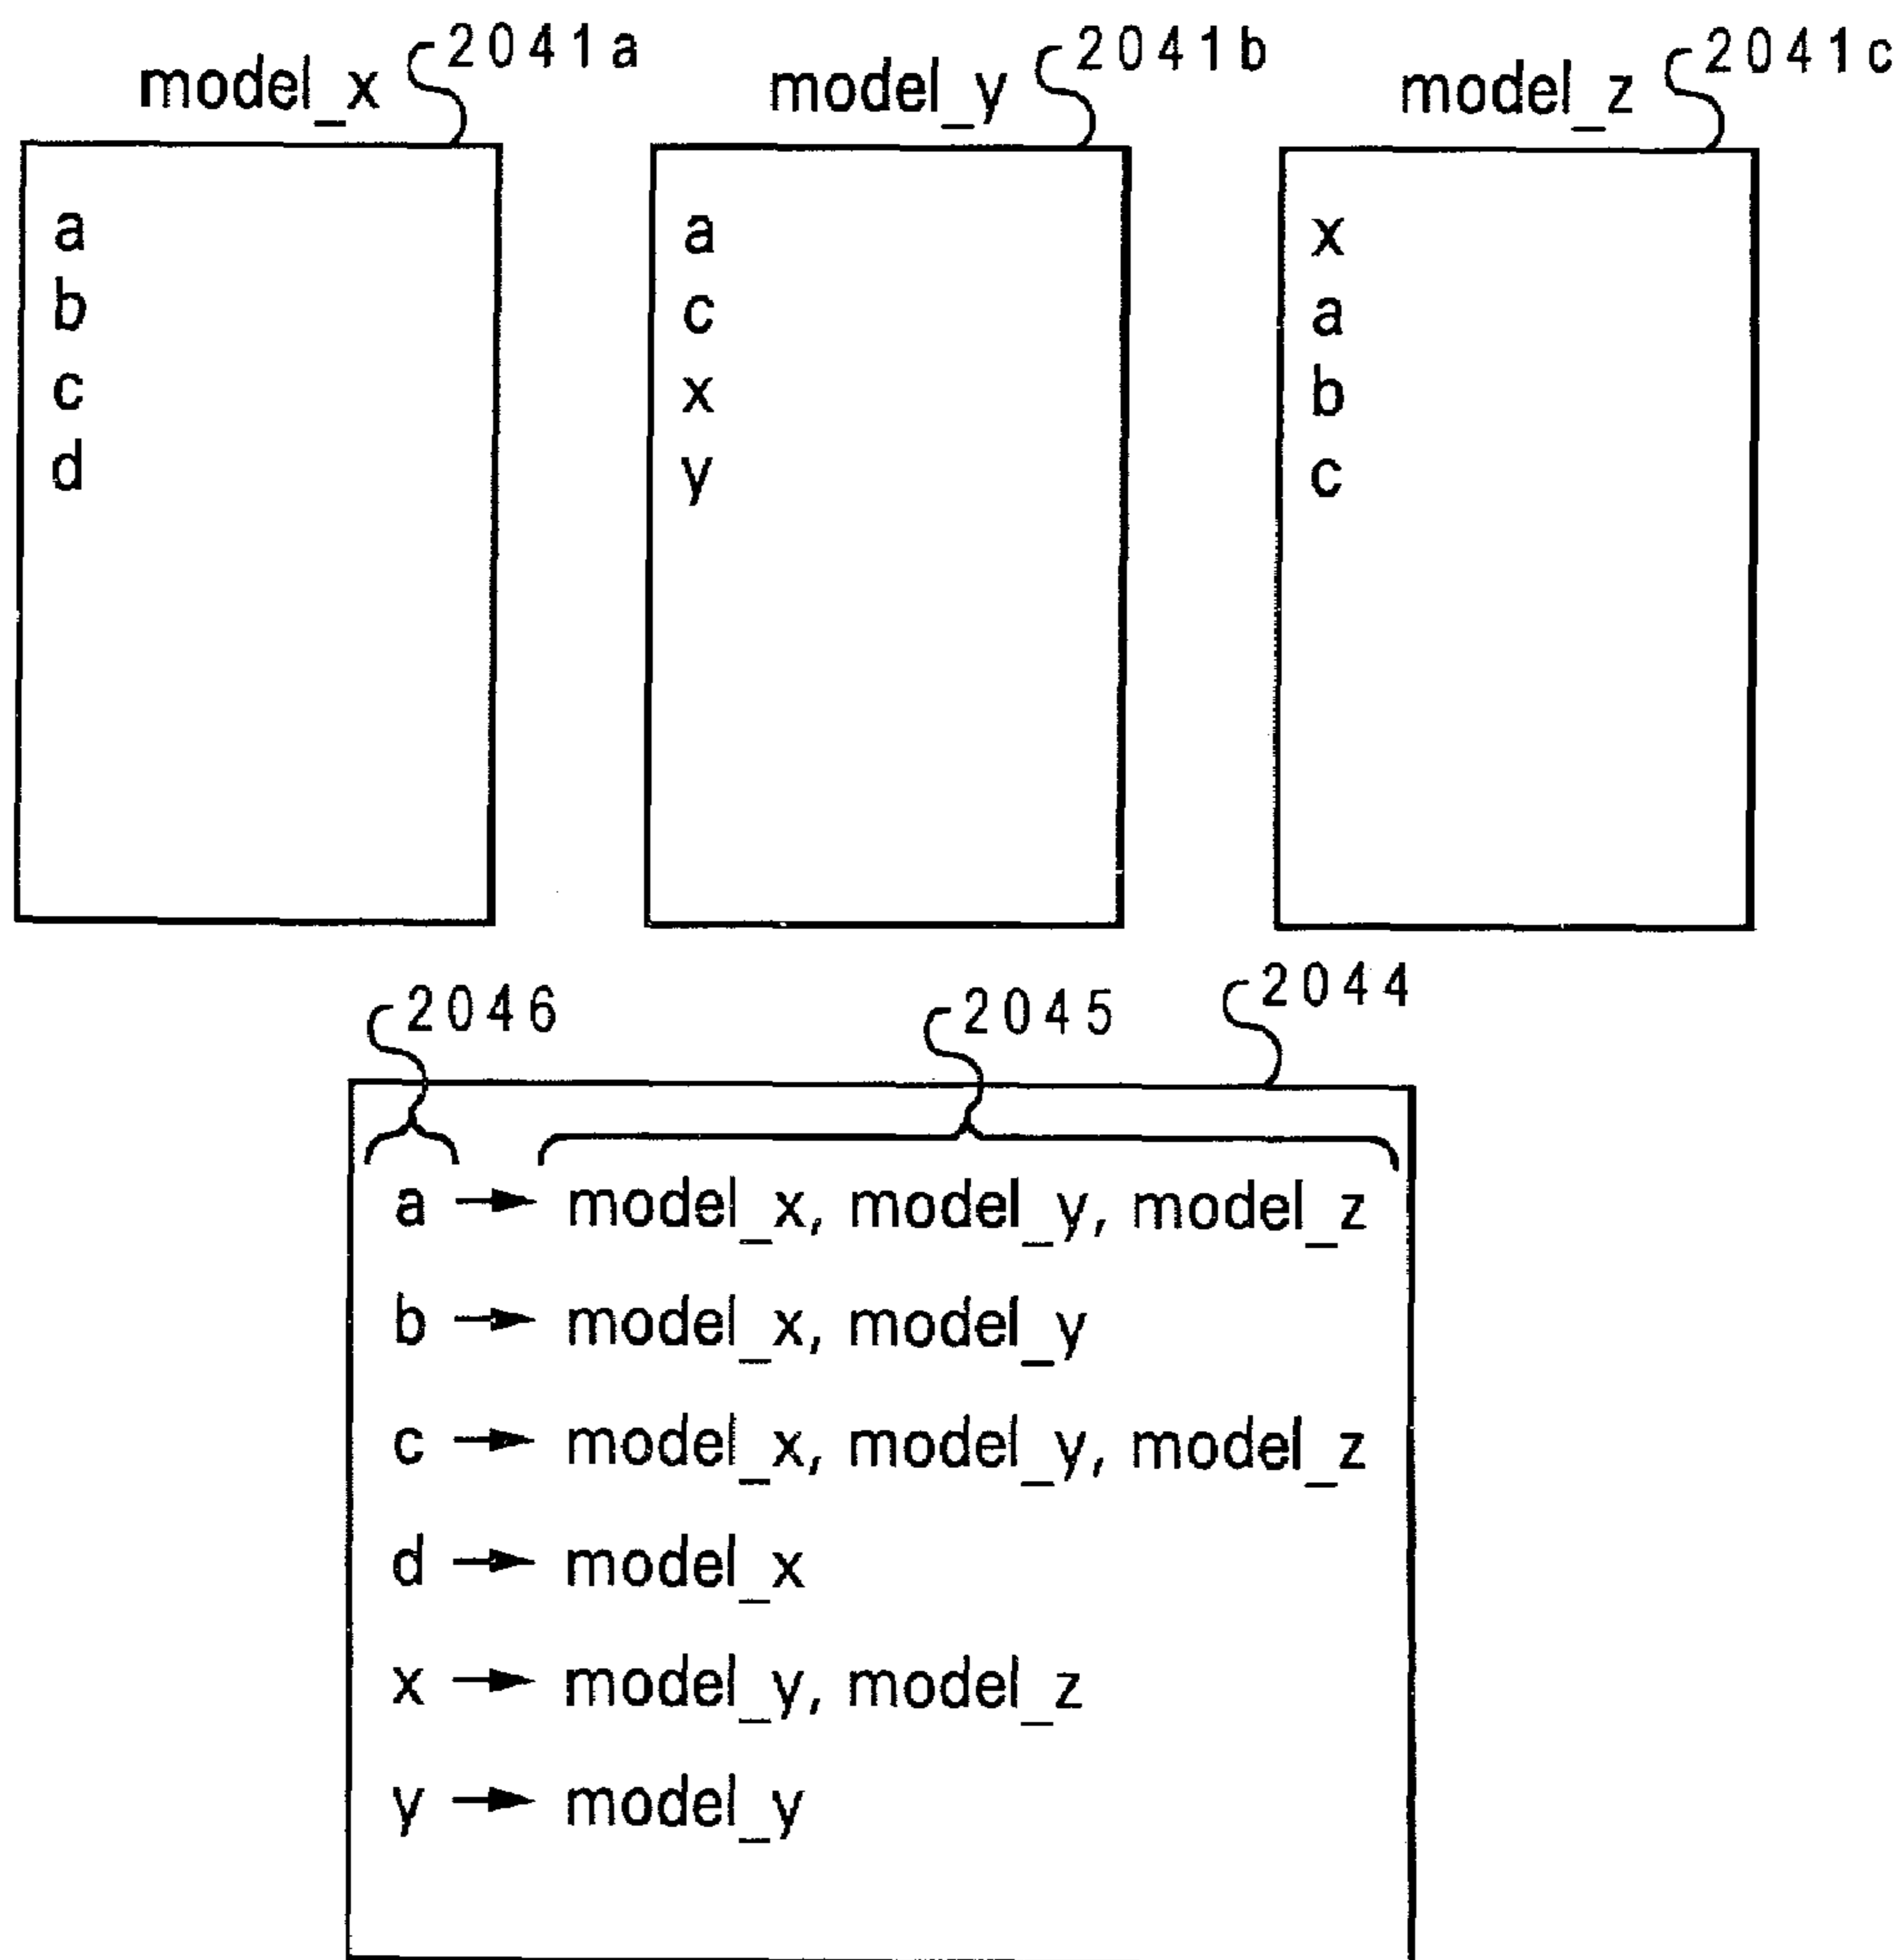 model_x 2041a
model_y 2041b
model_z 2041c
a
b
c
d
a
c
x
y
x
a
b
c
2046
2045
2044
a → model_x, model_y, model_z
b → model_x, model_y
c → model_x, model_y, model_z
d → model_x
x → model_y, model_z
y → model_y